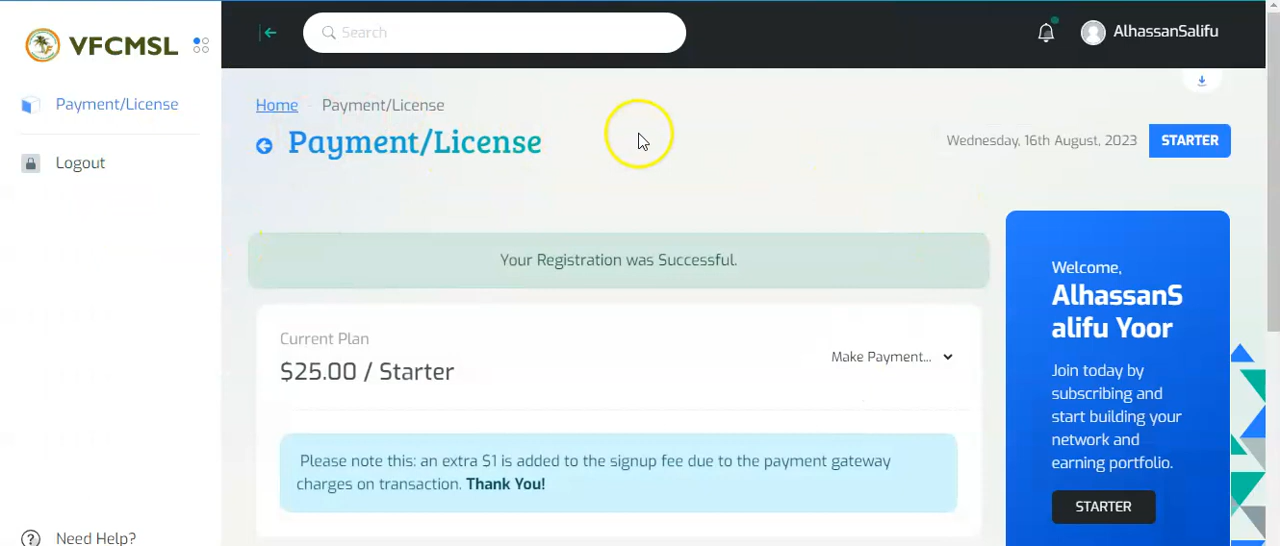 VFCMSL
Search
AlhassanSalifu
Payment/License
Logout
Need Help?
Home - Payment/License
Payment/License
Wednesday, 16th August, 2023
STARTER
Your Registration was Successful.
Current Plan
$25.00 / Starter
Make Payment...
Please note this: an extra $1 is added to the signup fee due to the payment gateway
charges on transaction. Thank You!
Welcome,
AlhassanS
alifu Yoor
Join today by
subscribing and
start building your
network and
earning portfolio.
STARTER